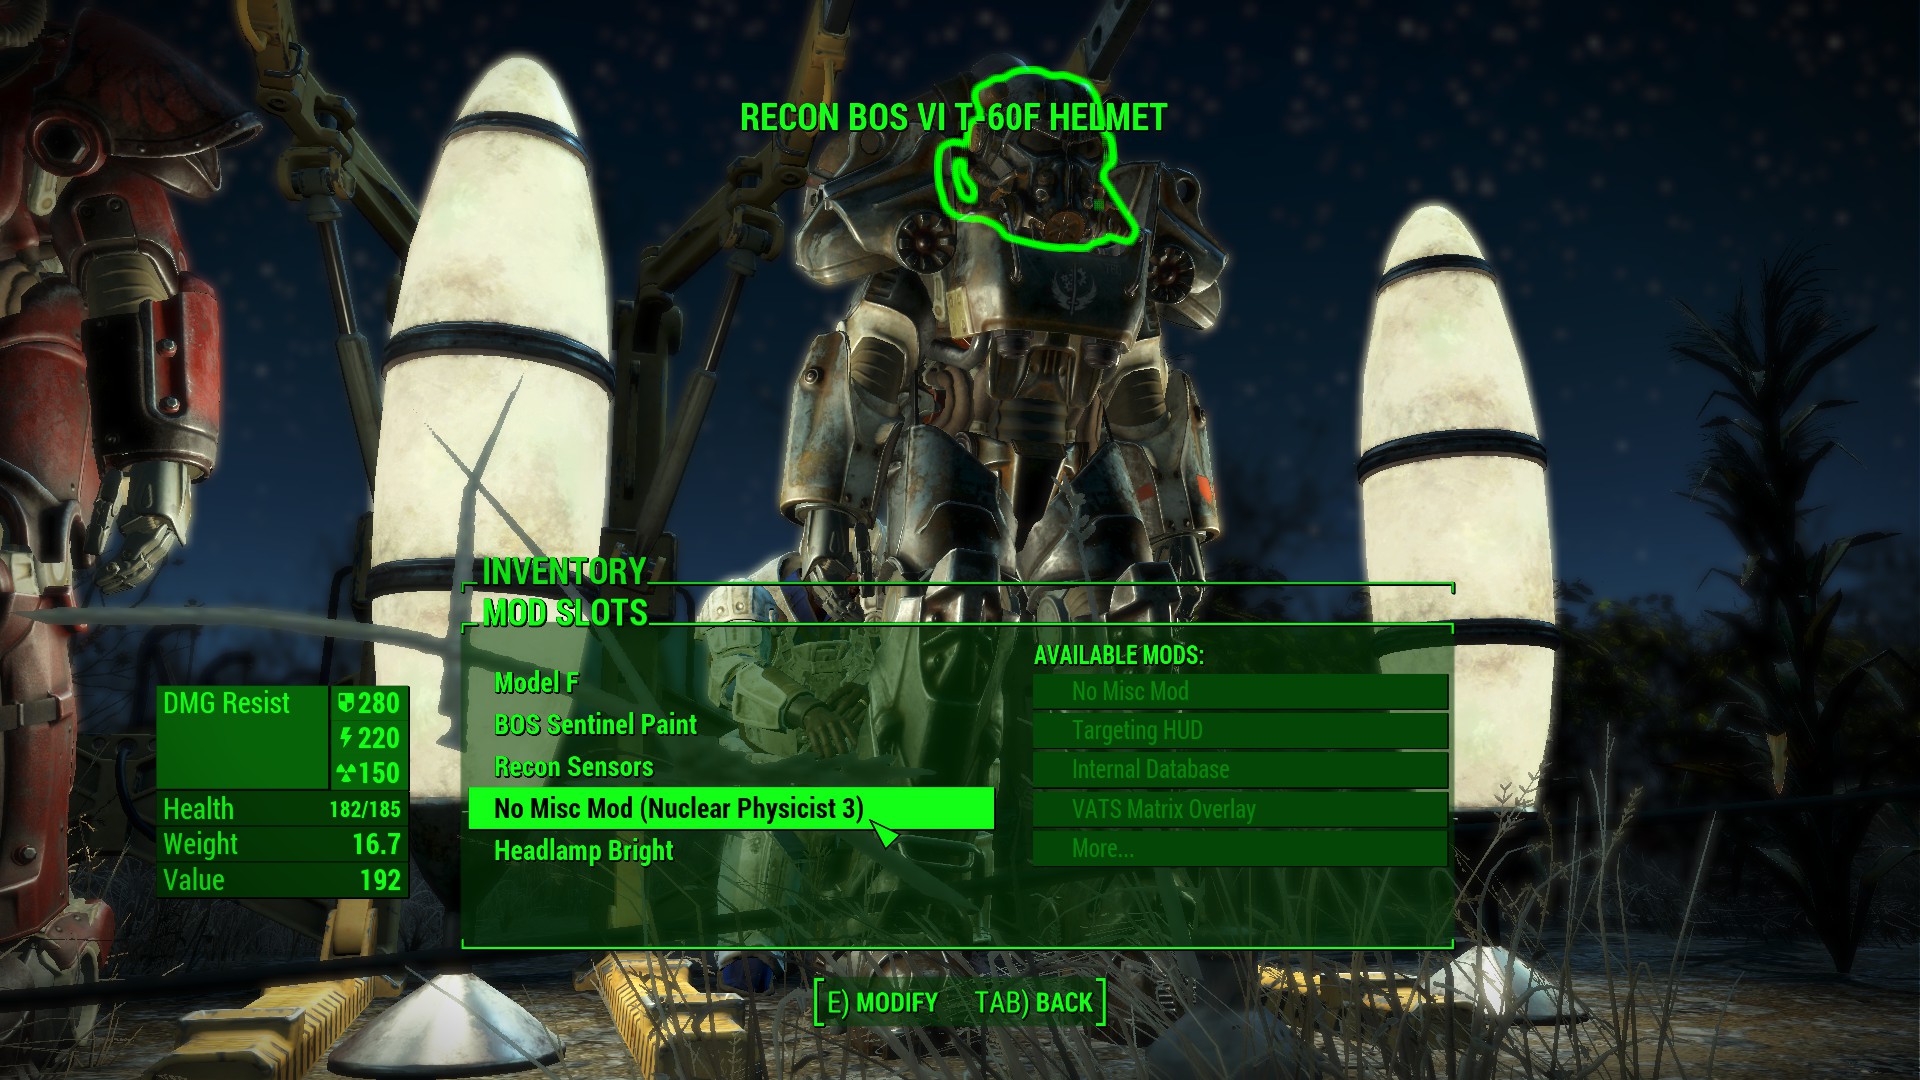 RECON BOS VI T-60F HELMET
INVENTORY
MOD SLOTS
Model F
BOS Sentinel Paint
Recon Sensors
No Misc Mod (Nuclear Physicist 3)
Headlamp Bright
AVAILABLE MODS:
No Misc Mod
Targeting HUD
Internal Database
VATS Matrix Overlay
More...
DMG Resist 280
220
150
Health 182/185
Weight 16.7
Value 192
E) MODIFY TAB) BACK